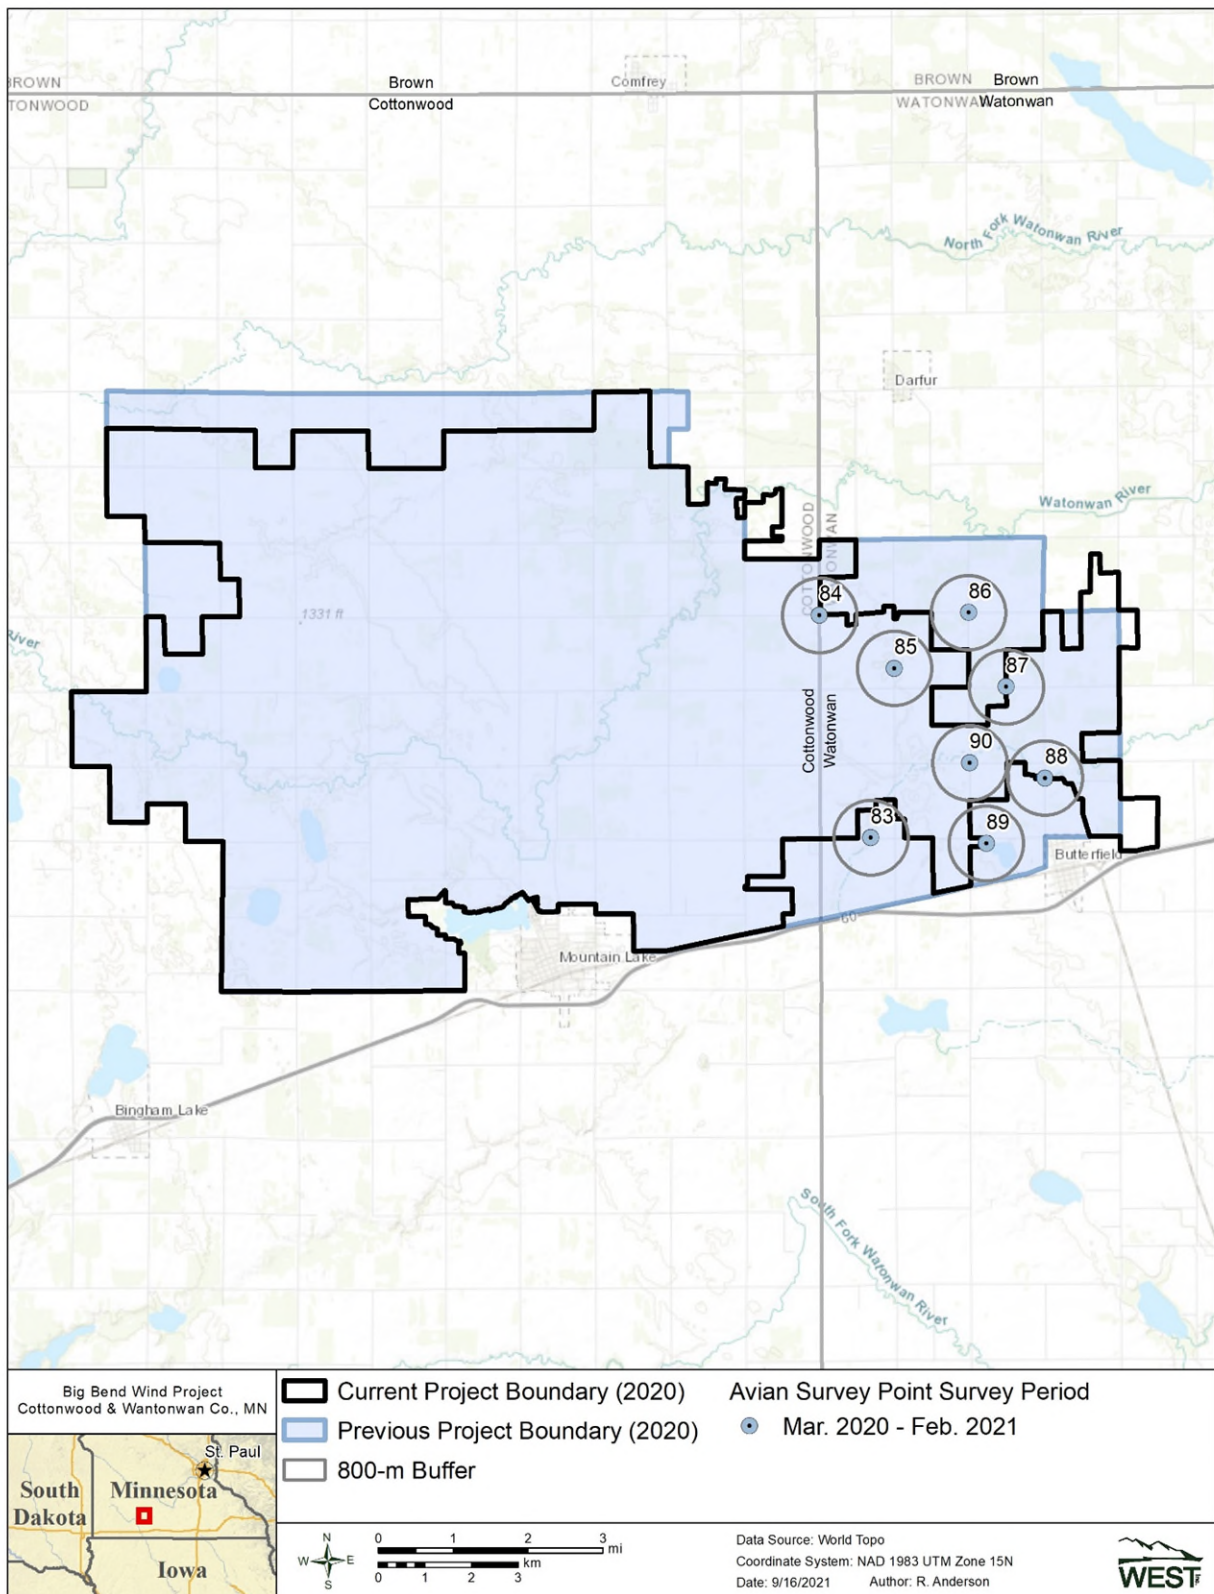 BROWN
Brown
Comfrey
BROWN
Brown
TONWOOD
Cottonwood
WATONWAN
Watonwan
North Fork Watonwan River
Darfur
Watonwan River
COTTONWOOD
WATONWAN
1331 ft
River
84
86
85
87
Cottonwood
Watonwan
90
88
83
89
Butterfield
60
Mountain Lake
Bingham Lake
South Fork Watonwan River
Big Bend Wind Project
Cottonwood & Wantonwan Co., MN
St. Paul
South
Dakota
Minnesota
Iowa
Current Project Boundary (2020)
Previous Project Boundary (2020)
800-m Buffer
Avian Survey Point Survey Period
Mar. 2020 - Feb. 2021
N
W E
S
0 1 2 3
mi
km
0 1 2 3
Data Source: World Topo
Coordinate System: NAD 1983 UTM Zone 15N
Date: 9/16/2021 Author: R. Anderson
WEST